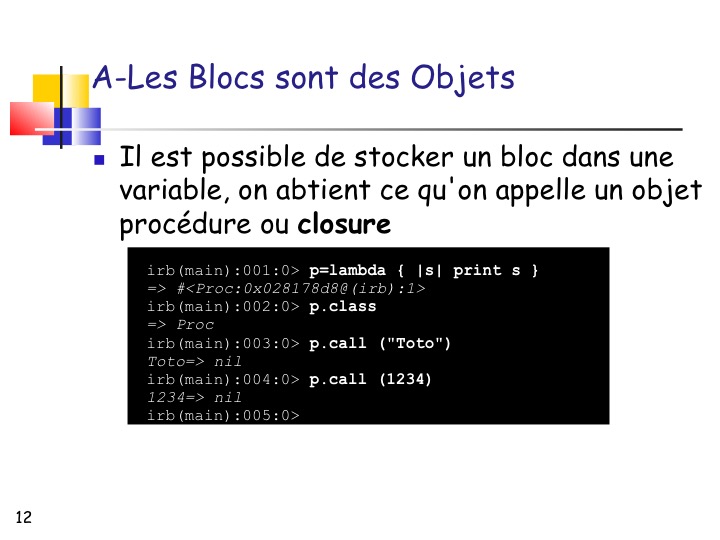 A-Les Blocs sont des Objets
Il est possible de stocker un bloc dans une
variable, on abtient ce qu'on appelle un objet
procédure ou closure
irb(main):001:0> p=lambda { |s| print s }
=> #<Proc:0x028178d8@(irb):1>
irb(main):002:0> p.class
=> Proc
irb(main):003:0> p.call ("Toto")
Toto=> nil
irb(main):004:0> p.call (1234)
1234=> nil
irb(main):005:0>
12